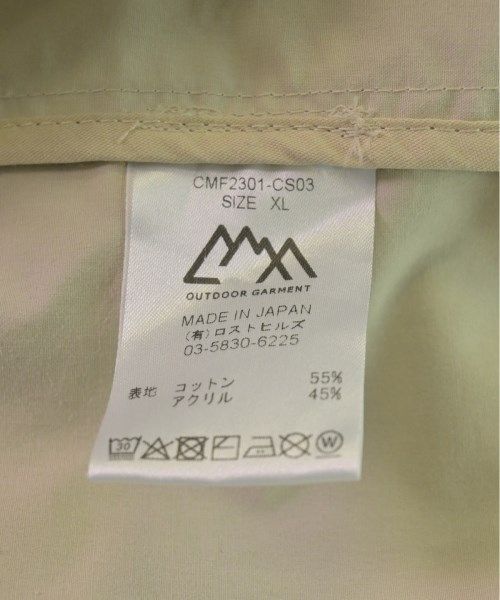 CMF2301-CS03
SIZE XL
OUTDOOR GARMENT
MADE IN JAPAN
(有)ロストヒルズ
03-5830-6225
表地 コットン 55%
アクリル 45%
30 W